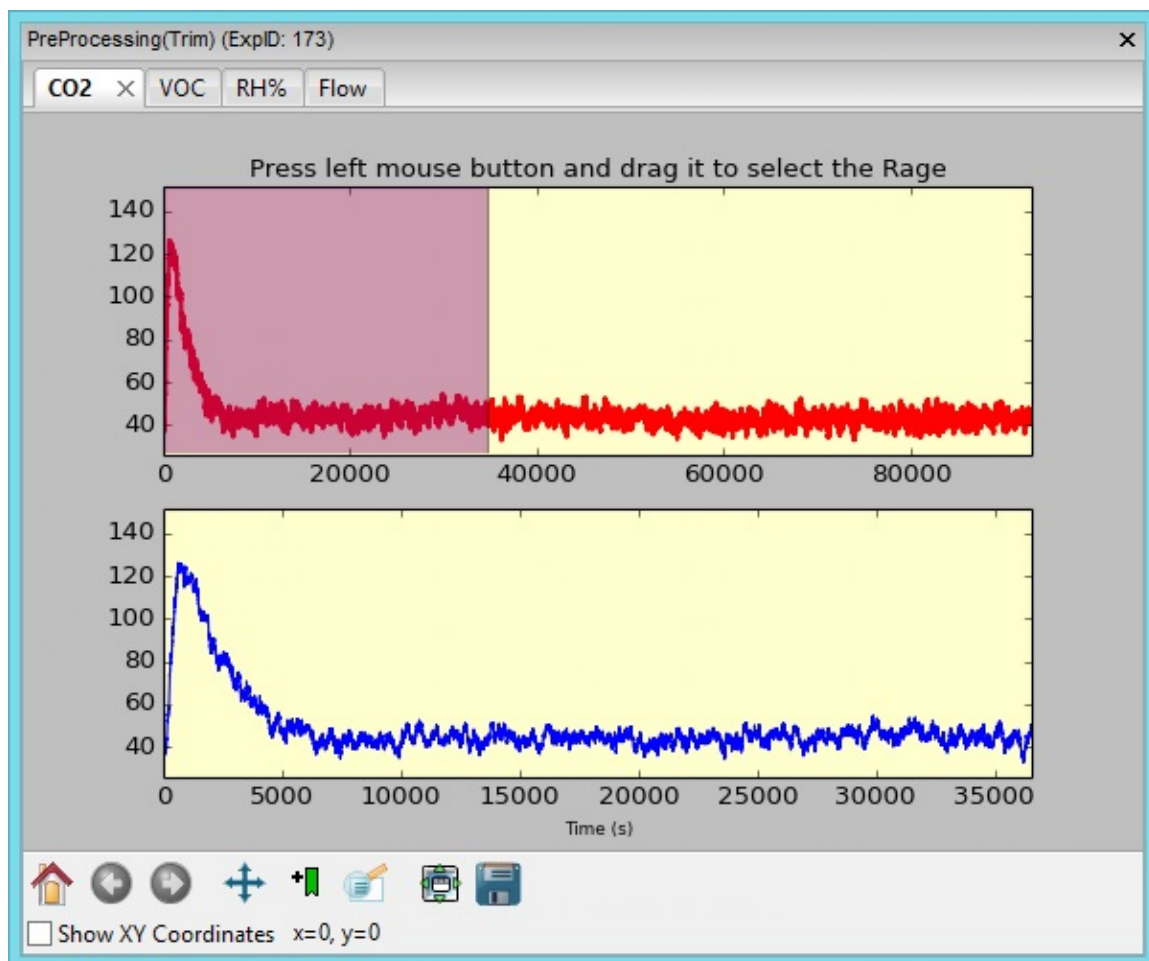 PreProcessing(Trim) (ExpID: 173)
CO2 VOC RH% Flow
Press left mouse button and drag it to select the Rage
140
120
100
80
60
40
0 20000 40000 60000 80000
140
120
100
80
60
40
0 5000 10000 15000 20000 25000 30000 35000
Time (s)
Show XY Coordinates x=0, y=0